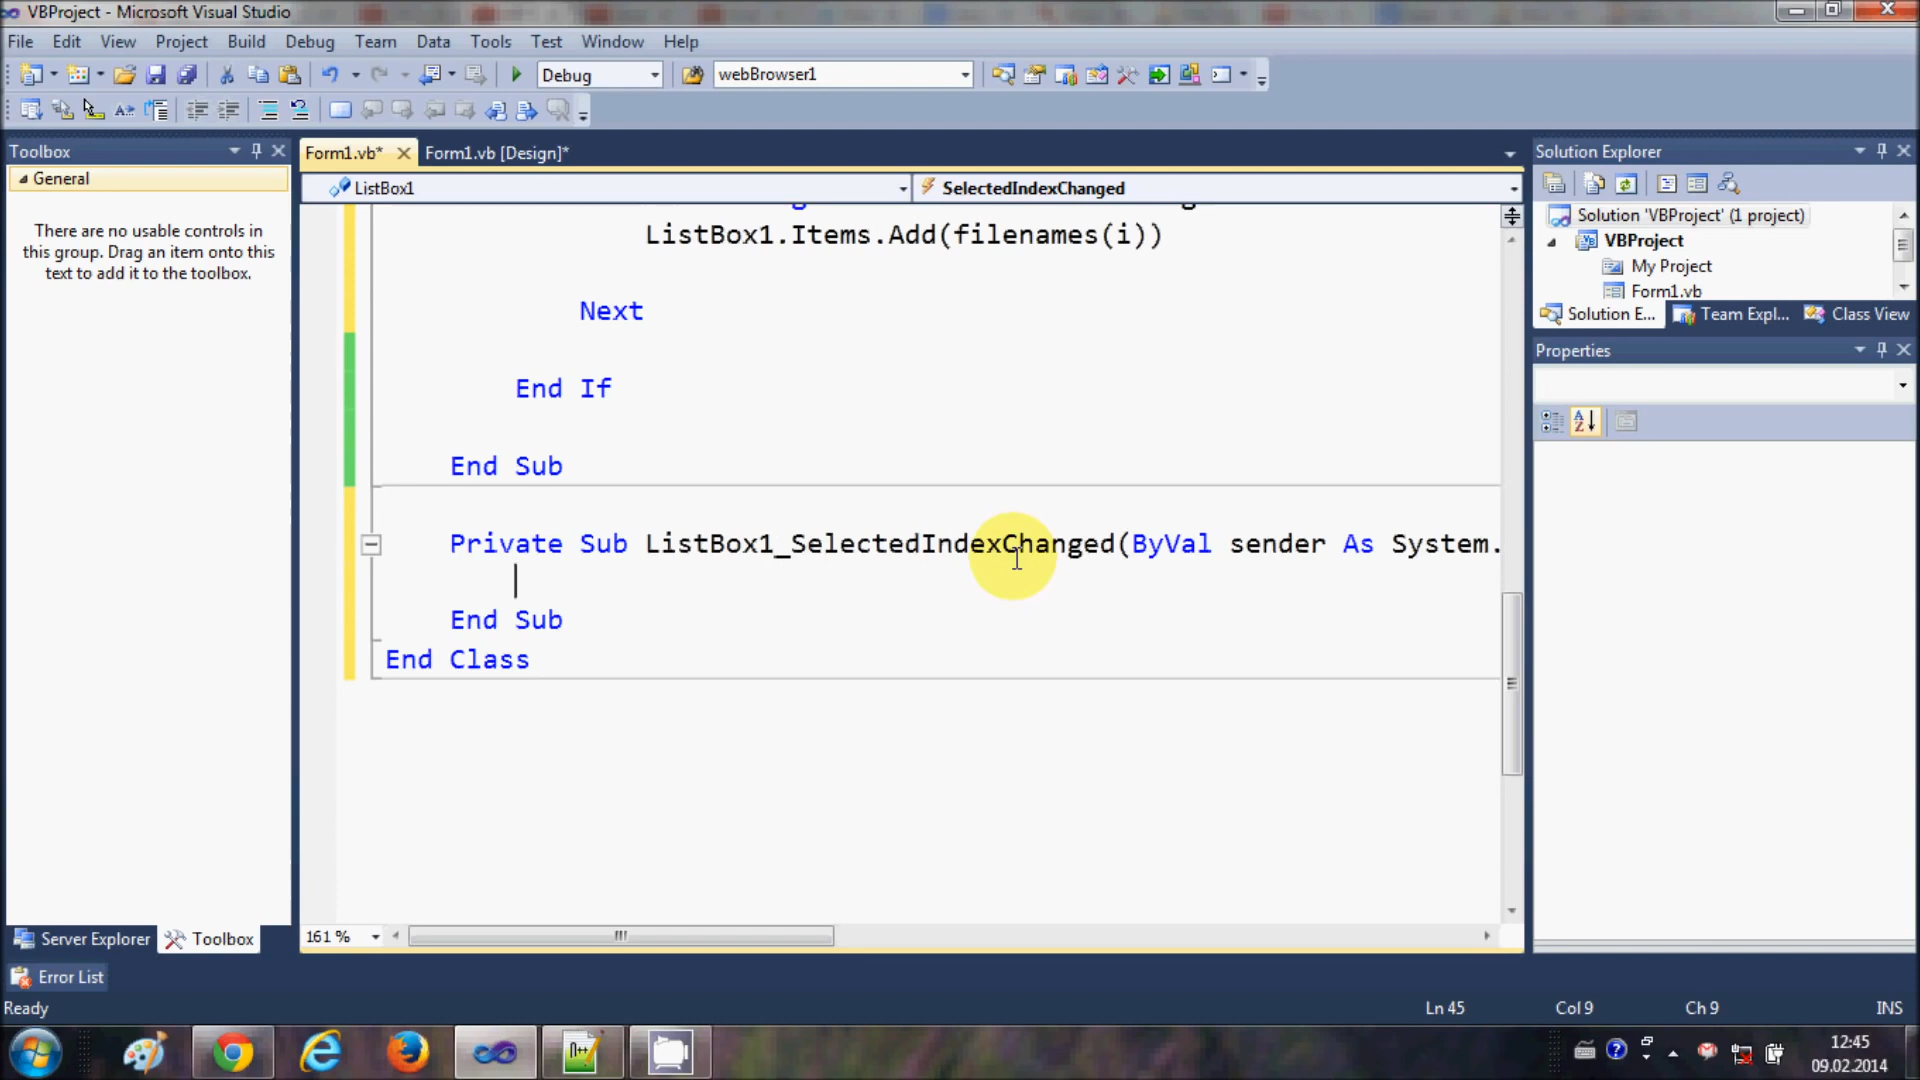 VBProject - Microsoft Visual Studio
File Edit View Project Build Debug Team Data Tools Test Window Help
Debug webBrowser1
Toolbox
General
There are no usable controls in
this group. Drag an item onto this
text to add it to the toolbox.
Server Explorer Toolbox
Form1.vb* Form1.vb [Design]*
ListBox1 SelectedIndexChanged
ListBox1.Items.Add(filenames(i))
Next
End If
End Sub
Private Sub ListBox1_SelectedIndexChanged(ByVal sender As System.
End Sub
End Class
161 %
Solution Explorer
Solution 'VBProject' (1 project)
VBProject
My Project
Form1.vb
Solution E... Team Expl... Class View
Properties
Error List
Ready Ln 45 Col 9 Ch 9 INS
12:45
09.02.2014